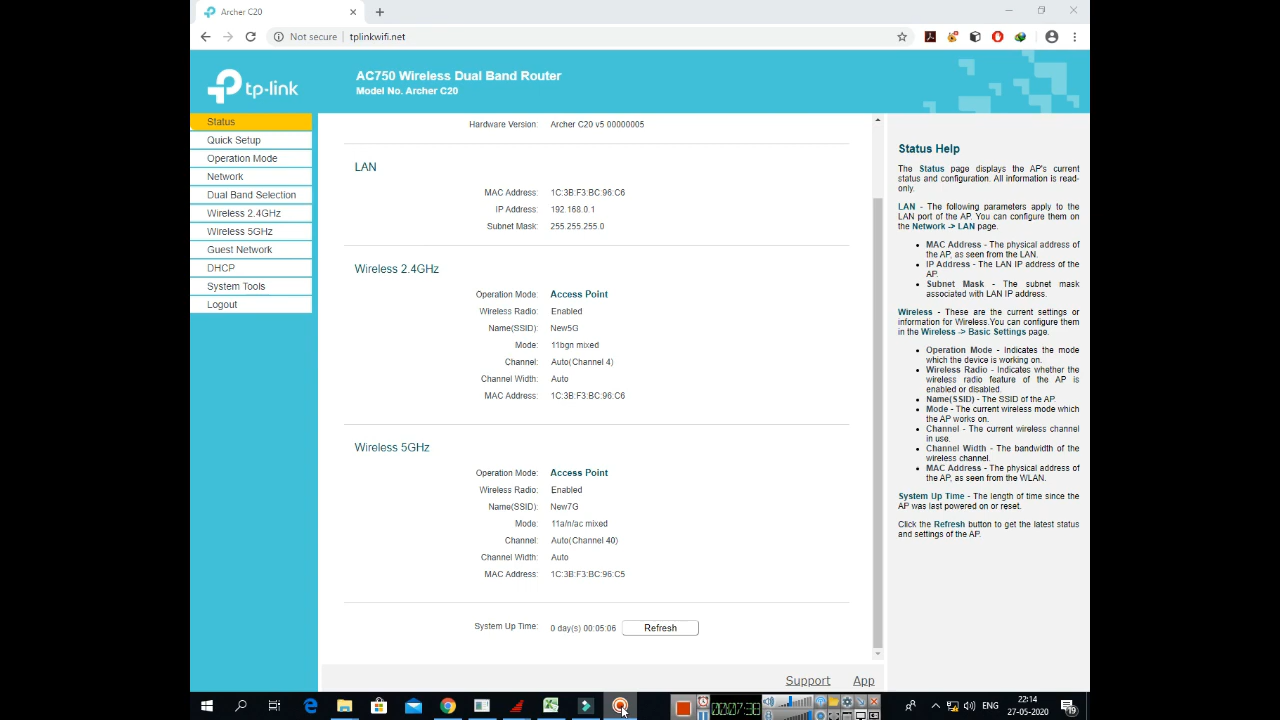 Archer C20
Not secure
tplinkwifi.net
tp-link
AC750 Wireless Dual Band Router
Model No. Archer C20
Status
Quick Setup
Operation Mode
Network
Dual Band Selection
Wireless 2.4GHz
Wireless 5GHz
Guest Network
DHCP
System Tools
Logout
Hardware Version: Archer C20 v5 00000005
LAN
MAC Address: 1C:3B:F3:BC:96:C6
IP Address: 192.168.0.1
Subnet Mask: 255.255.255.0
Wireless 2.4GHz
Operation Mode: Access Point
Wireless Radio: Enabled
Name(SSID): New5G
Mode: 11bgn mixed
Channel: Auto(Channel 4)
Channel Width: Auto
MAC Address: 1C:3B:F3:BC:96:C6
Wireless 5GHz
Operation Mode: Access Point
Wireless Radio: Enabled
Name(SSID): New7G
Mode: 11a/n/ac mixed
Channel: Auto(Channel 40)
Channel Width: Auto
MAC Address: 1C:3B:F3:BC:96:C5
System Up Time: 0 day(s) 00:05:06 Refresh
Support App
Status Help
The Status page displays the AP's current
status and configuration. All information is read-
only.
LAN - The following parameters apply to the
LAN port of the AP. You can configure them on
the Network -> LAN page.
MAC Address - The physical address of
the AP, as seen from the LAN.
IP Address - The LAN IP address of the
AP.
Subnet Mask - The subnet mask
associated with LAN IP address.
Wireless - These are the current settings or
information for Wireless.You can configure them
in the Wireless -> Basic Settings page.
Operation Mode - Indicates the mode
which the device is working on.
Wireless Radio - Indicates whether the
wireless radio feature of the AP is
enabled or disabled.
Name(SSID) - The SSID of the AP.
Mode - The current wireless mode which
the AP works on.
Channel - The current wireless channel
in use.
Channel Width - The bandwidth of the
wireless channel.
MAC Address - The physical address of
the AP, as seen from the WLAN.
System Up Time - The length of time since the
AP was last powered on or reset.
Click the Refresh button to get the latest status
and settings of the AP.
00:07:38
ENG
22:14
27-05-2020
19